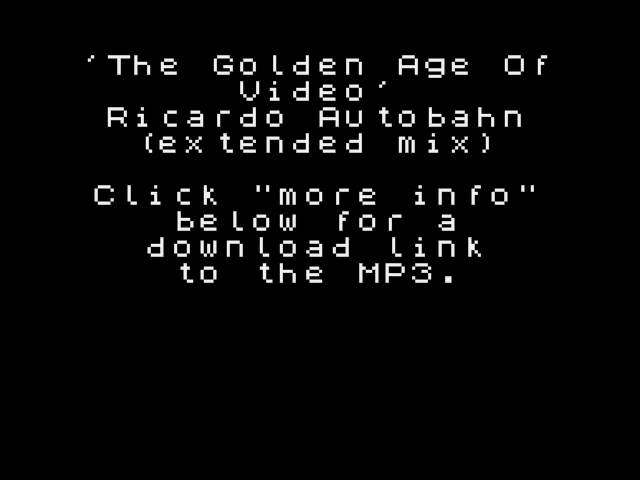 'The Golden Age Of
Video'
Ricardo Autobahn
(extended mix)
Click "more info"
below for a
download link
to the MP3.